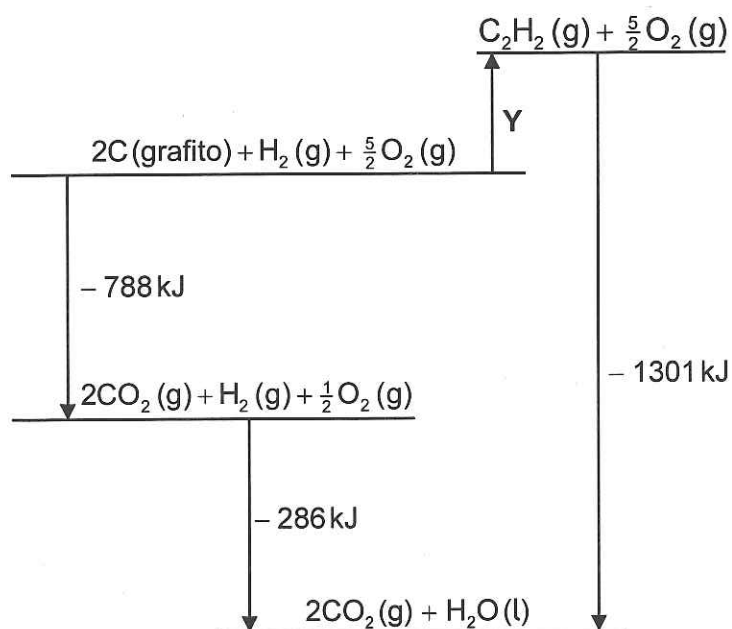 C₂H₂(g) + 5/2 O₂(g)
Y
2C(grafito) + H₂(g) + 5/2 O₂(g)
– 788 kJ
– 1301 kJ
2CO₂(g) + H₂(g) + 1/2 O₂(g)
– 286 kJ
2CO₂(g) + H₂O(l)